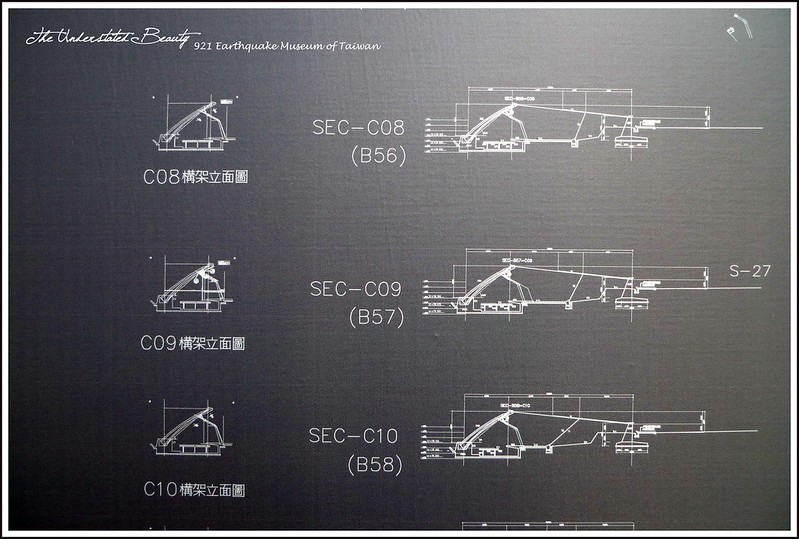 The Understated Beauty
921 Earthquake Museum of Taiwan
SEC-C08
(B56)
C08構架立面圖
SEC-C09
(B57)
S-27
C09構架立面圖
SEC-C10
(B58)
C10構架立面圖